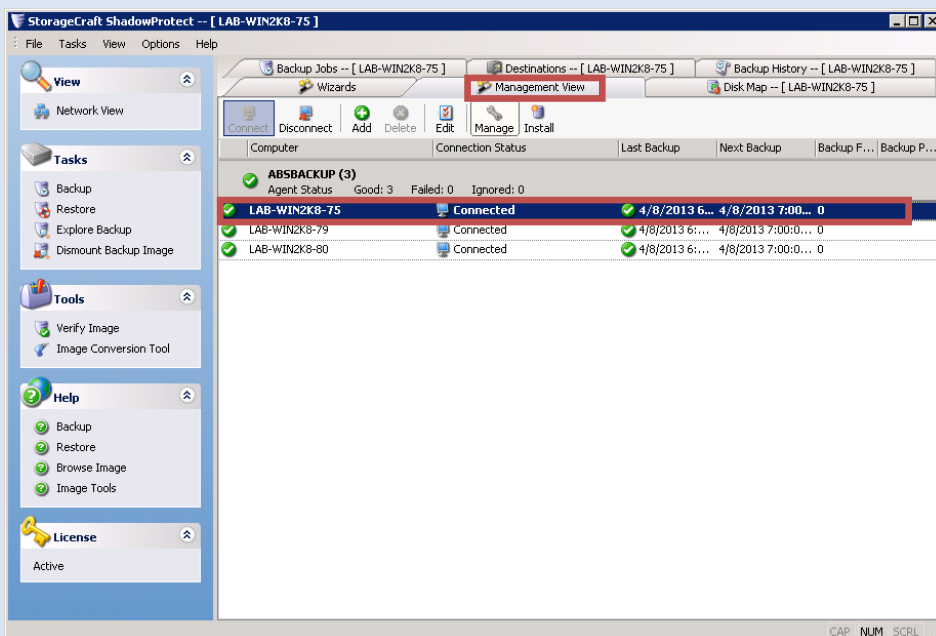 StorageCraft ShadowProtect -- [ LAB-WIN2K8-75 ]
File Tasks View Options Help
View
Network View
Tasks
Backup
Restore
Explore Backup
Dismount Backup Image
Tools
Verify Image
Image Conversion Tool
Help
Backup
Restore
Browse Image
Image Tools
License
Active
Backup Jobs -- [ LAB-WIN2K8-75 ] Destinations -- [ LAB-WIN2K8-75 ] Backup History -- [ LAB-WIN2K8-75 ]
Wizards Management View Disk Map -- [ LAB-WIN2K8-75 ]
Connect Disconnect Add Delete Edit Manage Install
Computer Connection Status Last Backup Next Backup Backup F... Backup P...
ABSBACKUP (3)
Agent Status Good: 3 Failed: 0 Ignored: 0
LAB-WIN2K8-75 Connected 4/8/2013 6... 4/8/2013 7:00... 0
LAB-WIN2K8-79 Connected 4/8/2013 6:... 4/8/2013 7:00:0... 0
LAB-WIN2K8-80 Connected 4/8/2013 6:... 4/8/2013 7:00:0... 0
CAP NUM SCRL